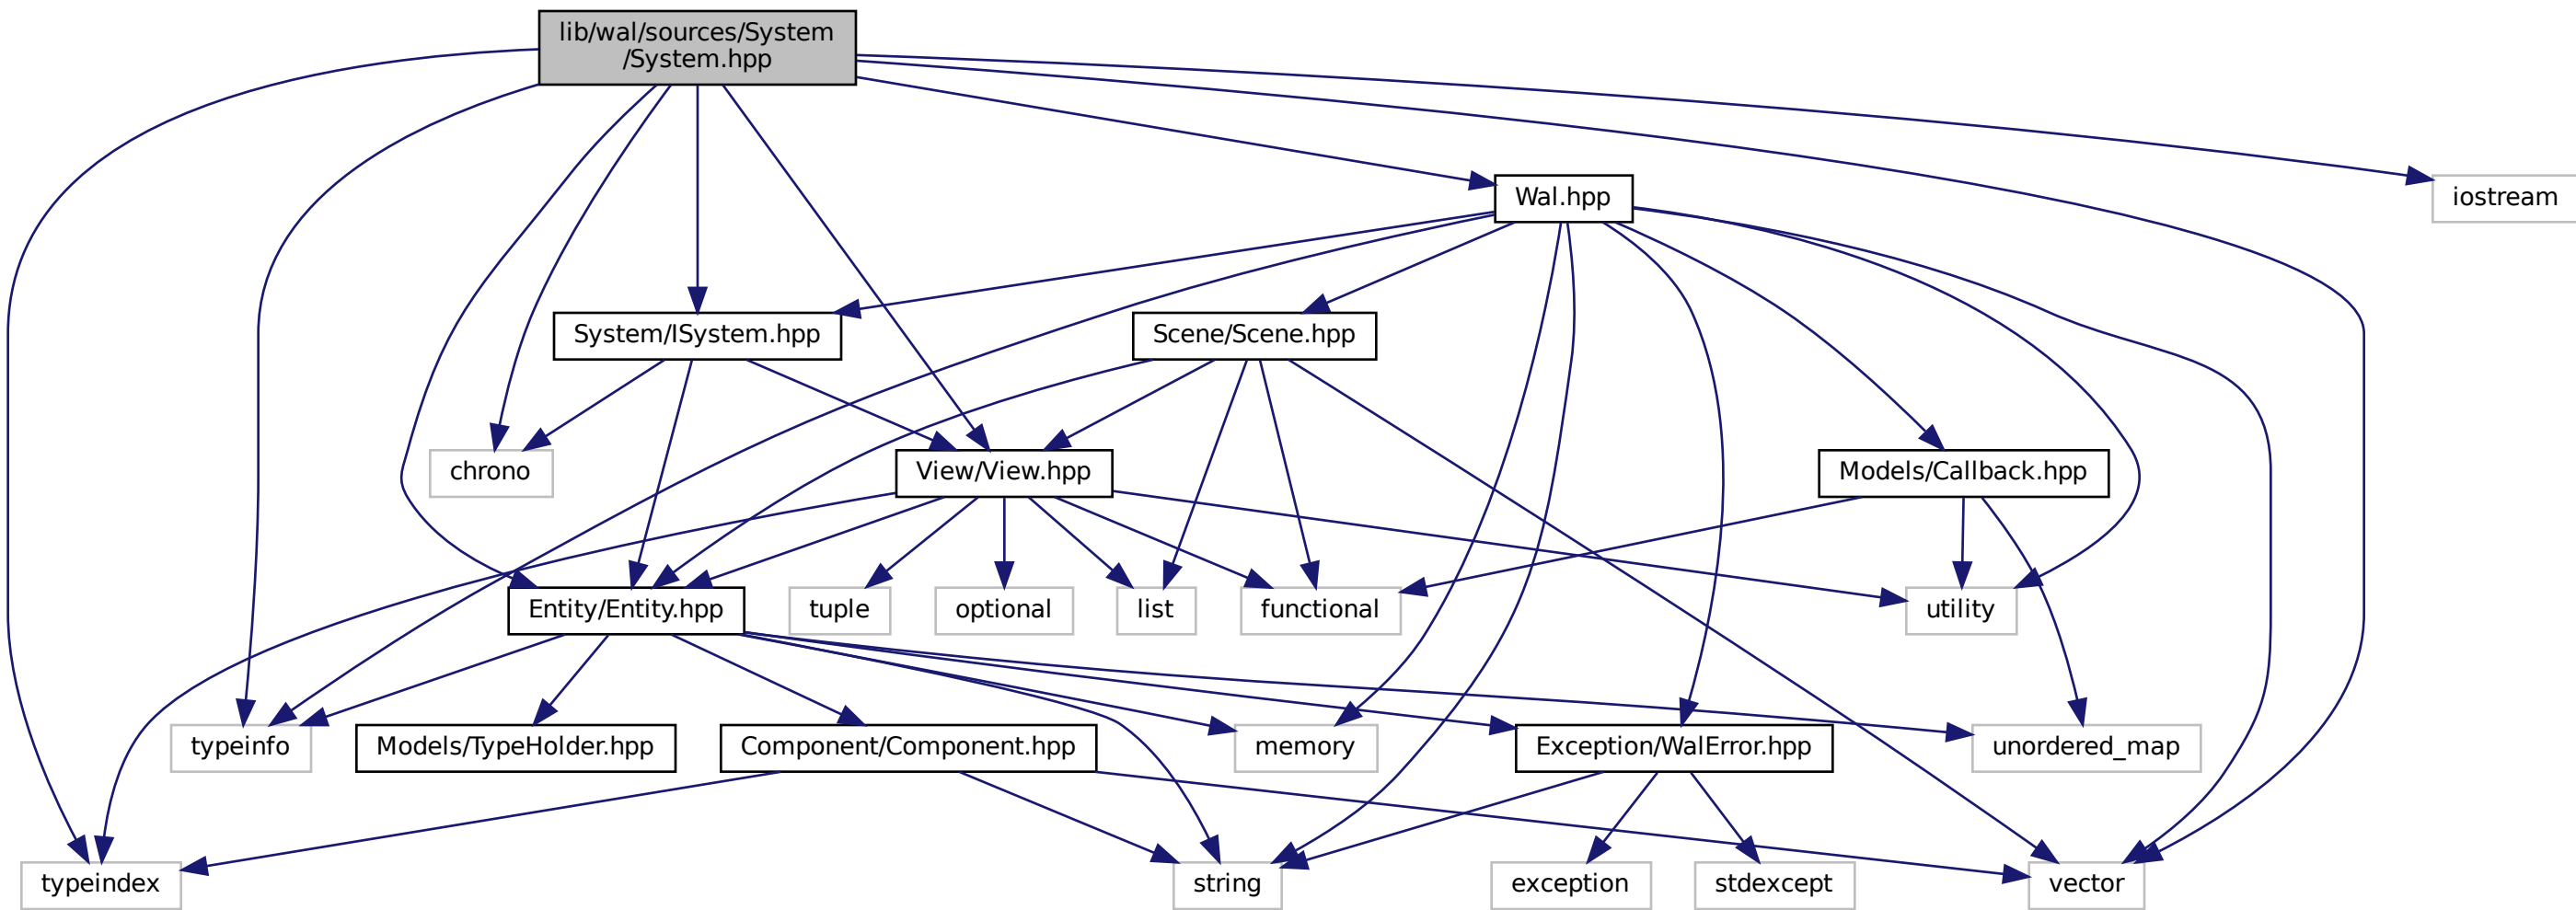 lib/wal/sources/System
/System.hpp
Wal.hpp
iostream
System/ISystem.hpp
Scene/Scene.hpp
chrono
View/View.hpp
Models/Callback.hpp
Entity/Entity.hpp
tuple
optional
list
functional
utility
typeinfo
Models/TypeHolder.hpp
Component/Component.hpp
memory
Exception/WalError.hpp
unordered_map
typeindex
string
exception
stdexcept
vector